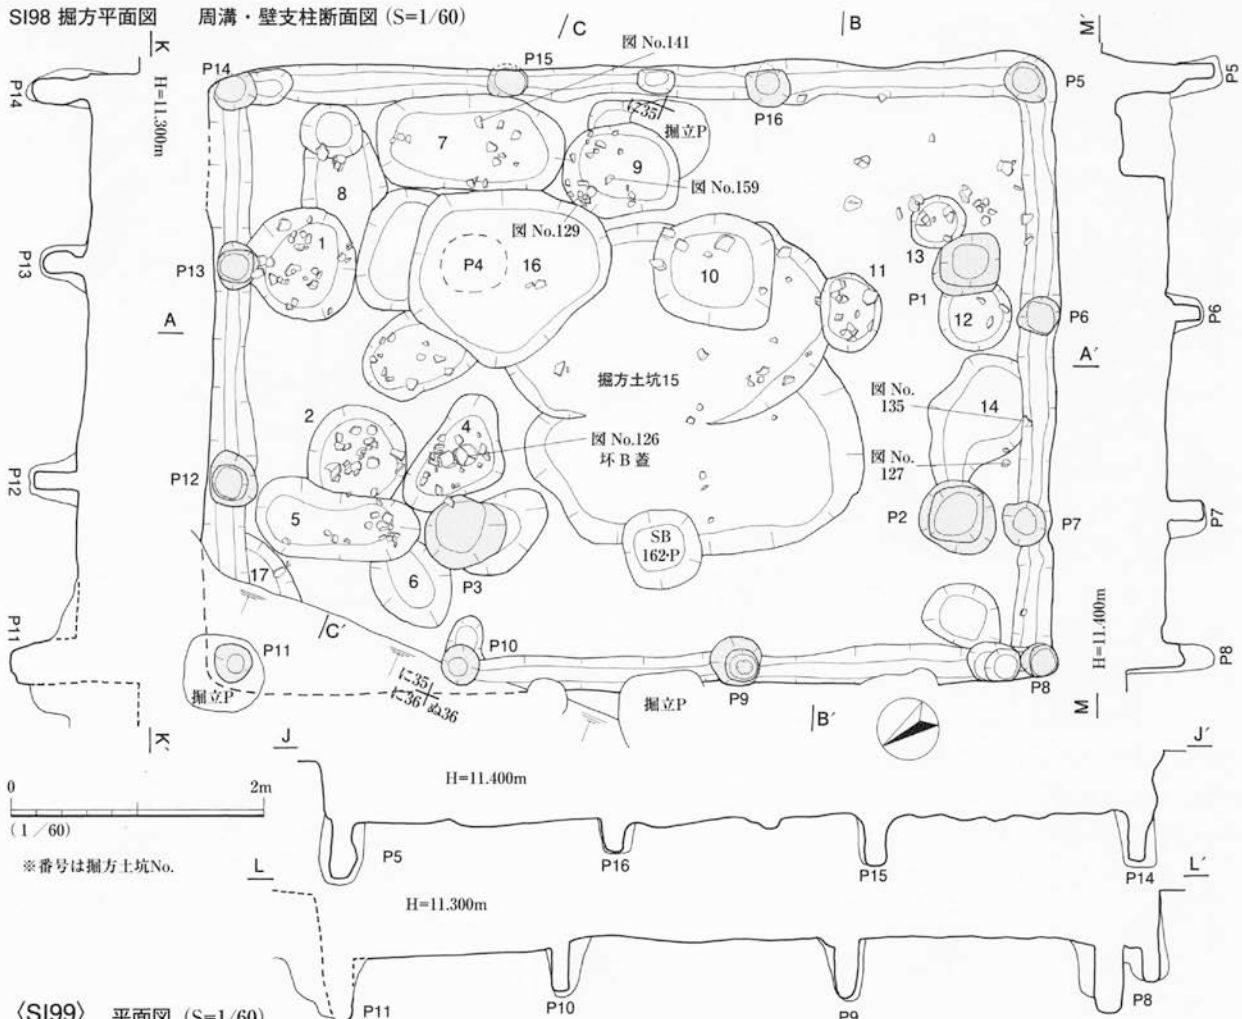 SI98 掘方平面図 周溝・壁支柱断面図 (S=1/60)
K
H=11.300m
P14
P13
P12
P11
K′
C
B
図 No.141
P14
P15
に35
掘立P
P16
P5
7
8
9
図 No.159
1
P13
P4
16
図 No.129
10
11
13
P1
12
P6
A
A′
掘方土坑15
図 No.
135
14
図 No.
127
2
4
図 No.126
坏 B 蓋
P12
5
P3
SB
162·P
P2
P7
17
6
C′
P11
掘立P
P10
に35
に36
ぬ36
掘立P
P9
B′
P8
M′
P5
P6
P7
H=11.400m
P8
M
0 2m
(1/60)
※番号は掘方土坑No.
J
J′
H=11.400m
P5
P16
P15
P14
L
L′
H=11.300m
P11
P10
P9
P8
〈SI99〉 平面図 (S=1/60)